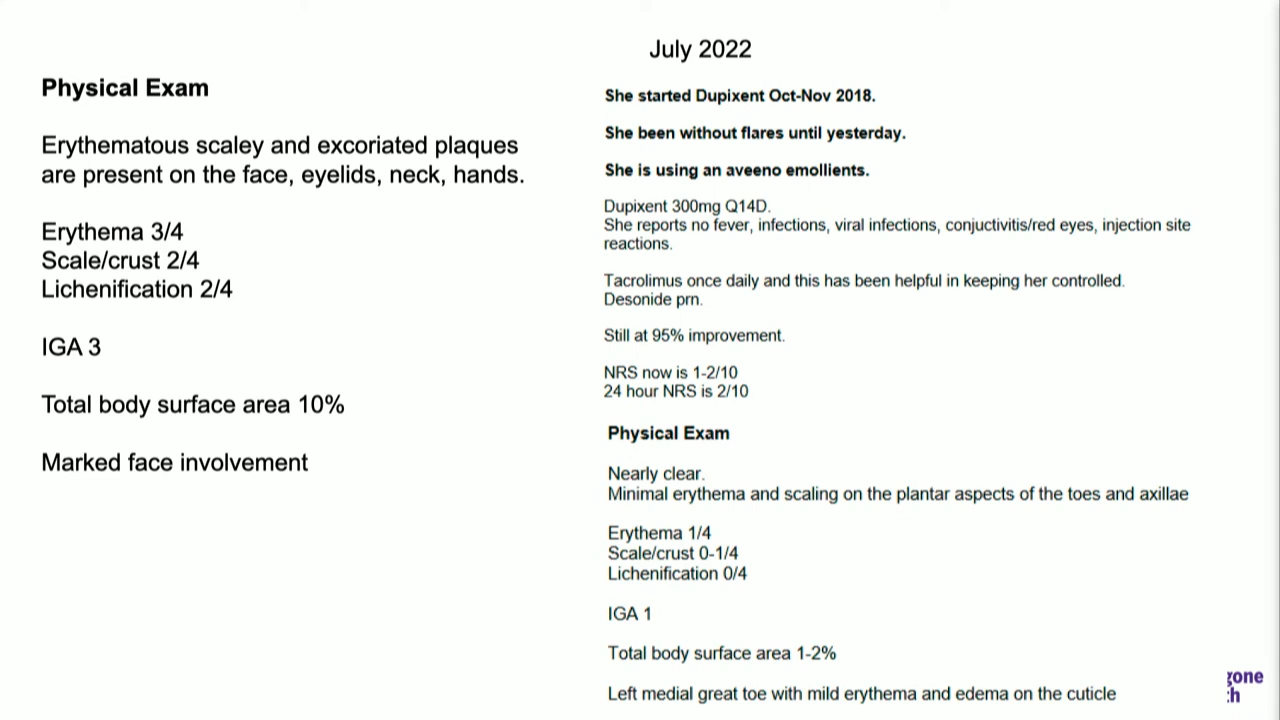 Physical Exam
Erythematous scaley and excoriated plaques
are present on the face, eyelids, neck, hands.
Erythema 3/4
Scale/crust 2/4
Lichenification 2/4
IGA 3
Total body surface area 10%
Marked face involvement
July 2022
She started Dupixent Oct-Nov 2018.
She been without flares until yesterday.
She is using an aveeno emollients.
Dupixent 300mg Q14D.
She reports no fever, infections, viral infections, conjuctivitis/red eyes, injection site
reactions.
Tacrolimus once daily and this has been helpful in keeping her controlled.
Desonide prn.
Still at 95% improvement.
NRS now is 1-2/10
24 hour NRS is 2/10
Physical Exam
Nearly clear.
Minimal erythema and scaling on the plantar aspects of the toes and axillae
Erythema 1/4
Scale/crust 0-1/4
Lichenification 0/4
IGA 1
Total body surface area 1-2%
Left medial great toe with mild erythema and edema on the cuticle